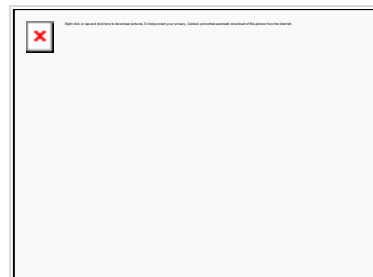 Right-click or tap and hold here to download pictures. To help protect your privacy, Outlook prevented automatic download of this picture from the Internet.